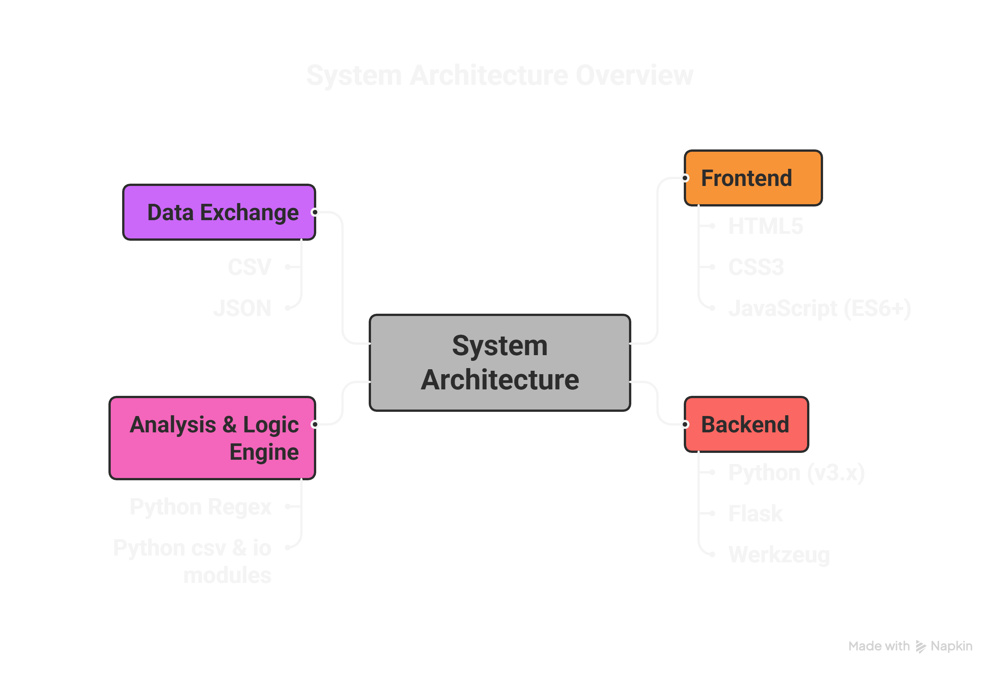 System Architecture Overview
Data Exchange
CSV
JSON
Analysis & Logic
Engine
Python Regex
Python csv & io
modules
System
Architecture
Frontend
HTML5
CSS3
JavaScript (ES6+)
Backend
Python (v3.x)
Flask
Werkzeug
Made with Napkin